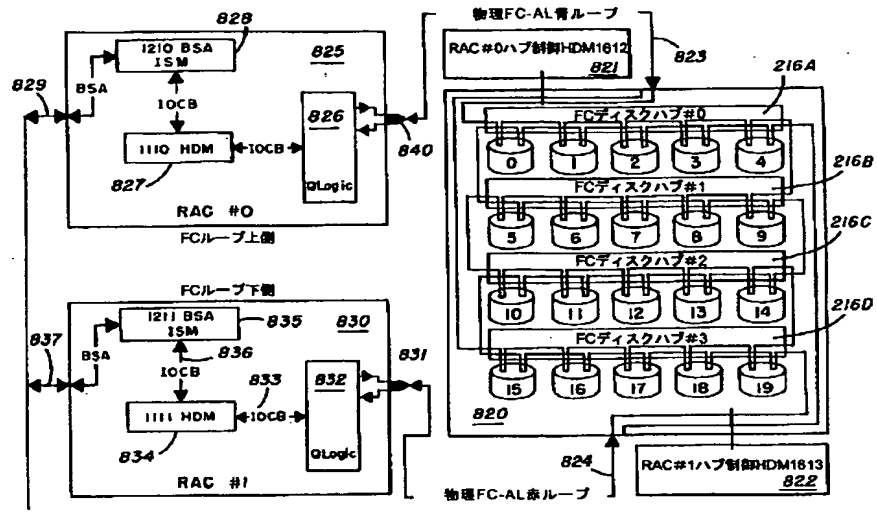 828
1210 BSA
ISM
825
829
BSA
IOCB
826
QLogic
840
1110 HDM
IOCB
827
RAC #0
FCループ上側
FCループ下側
1211 BSA
ISM
835
830
837
BSA
836
IOCB
833
832
831
1111 HDM
IOCB
834
QLogic
RAC #1
物理FC-AL青ループ
RAC#0ハブ制御HDM1612
821
823
216A
FCディスクハブ#0
0
1
2
3
4
216B
FCディスクハブ#1
5
6
7
8
9
216C
FCディスクハブ#2
10
11
12
13
14
216D
FCディスクハブ#3
15
16
17
18
19
820
824
物理FC-AL赤ループ
RAC#1ハブ制御HDM1613
822